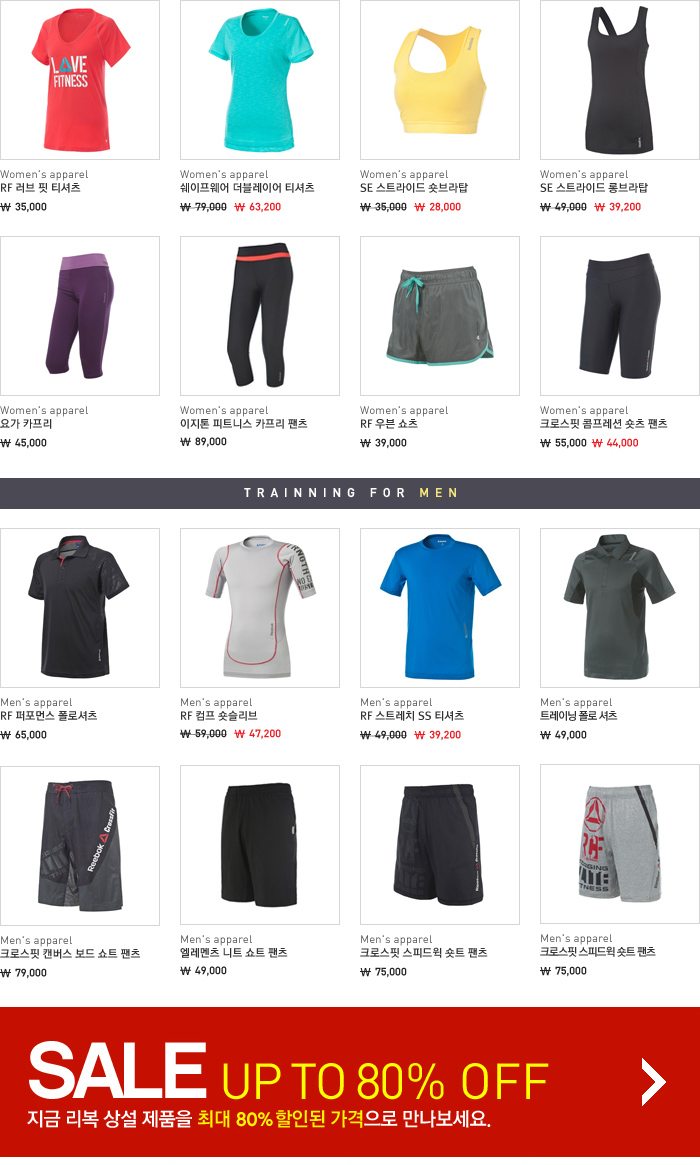 LOVE
FITNESS
Women's apparel
RF 러브 핏 티셔츠
₩ 35,000
Women's apparel
쉐이프웨어 더블레이어 티셔츠
₩ 79,000 ₩ 63,200
Women's apparel
SE 스트라이드 숏브라탑
₩ 35,000 ₩ 28,000
Women's apparel
SE 스트라이드 롱브라탑
₩ 49,000 ₩ 39,200
Women's apparel
요가 카프리
₩ 45,000
Women's apparel
이지톤 피트니스 카프리 팬츠
₩ 89,000
Women's apparel
RF 우븐 쇼츠
₩ 39,000
Women's apparel
크로스핏 콤프레션 숏츠 팬츠
₩ 55,000 ₩ 44,000
TRAINNING FOR MEN
Men's apparel
RF 퍼포먼스 폴로셔츠
₩ 65,000
Men's apparel
RF 컴프 숏슬리브
₩ 59,000 ₩ 47,200
Men's apparel
RF 스트레치 SS 티셔츠
₩ 49,000 ₩ 39,200
Men's apparel
트레이닝 폴로 셔츠
₩ 49,000
Reebok CrossFit
Men's apparel
크로스핏 캔버스 보드 쇼트 팬츠
₩ 79,000
Men's apparel
엘레멘츠 니트 쇼트 팬츠
₩ 49,000
Men's apparel
크로스핏 스피드윅 숏트 팬츠
₩ 75,000
Men's apparel
크로스핏 스피드윅 숏트 팬츠
₩ 75,000
SALE UP TO 80% OFF
지금 리복 상설 제품을 최대 80% 할인된 가격으로 만나보세요.